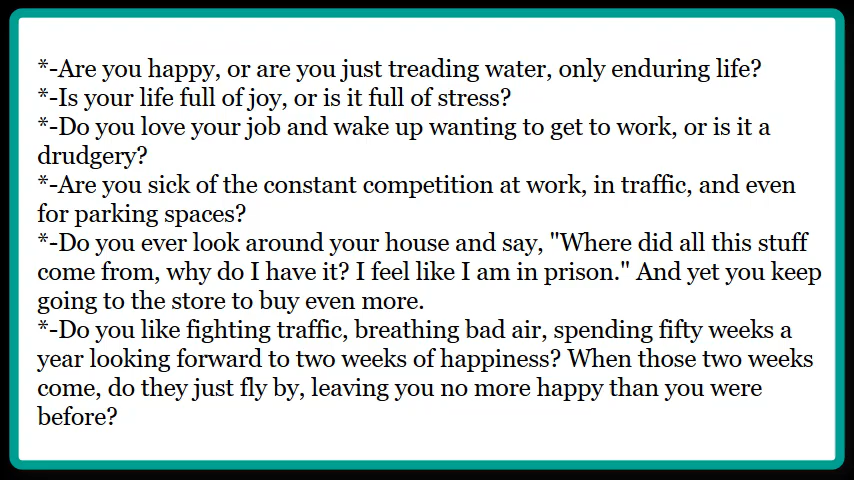 *-Are you happy, or are you just treading water, only enduring life?
*-Is your life full of joy, or is it full of stress?
*-Do you love your job and wake up wanting to get to work, or is it a
drudgery?
*-Are you sick of the constant competition at work, in traffic, and even
for parking spaces?
*-Do you ever look around your house and say, "Where did all this stuff
come from, why do I have it? I feel like I am in prison." And yet you keep
going to the store to buy even more.
*-Do you like fighting traffic, breathing bad air, spending fifty weeks a
year looking forward to two weeks of happiness? When those two weeks
come, do they just fly by, leaving you no more happy than you were
before?